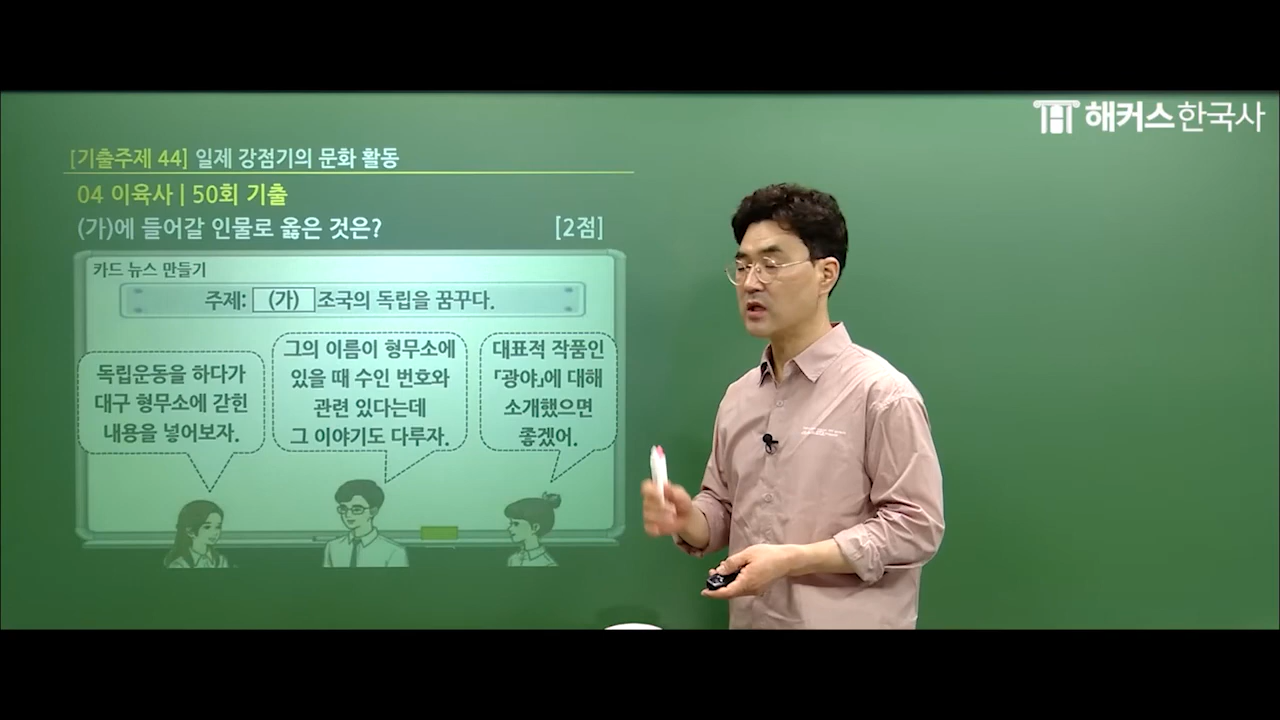 해커스한국사
[기출주제 44] 일제 강점기의 문화 활동
04 이육사 | 50회 기출
(가)에 들어갈 인물로 옳은 것은? [2점]
카드 뉴스 만들기
주제: (가) 조국의 독립을 꿈꾸다.
독립운동을 하다가
대구 형무소에 갇힌
내용을 넣어보자.
그의 이름이 형무소에
있을 때 수인 번호와
관련 있다는데
그 이야기도 다루자.
대표적 작품인
「광야」에 대해
소개했으면
좋겠어.